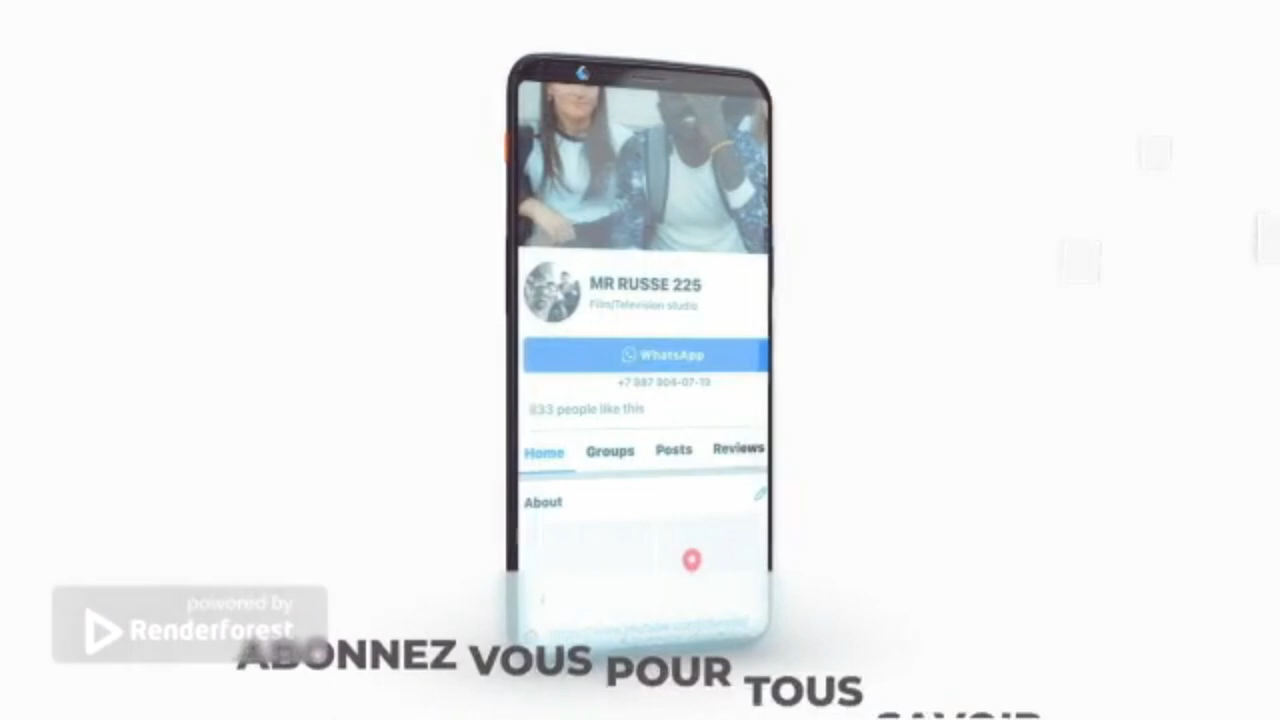 MR RUSSE 225
Film/Television studio
WhatsApp
833 people like this
Home Groups Posts Reviews
About
powered by
Renderforest
ABONNEZ VOUS POUR TOUS
SAVOIR